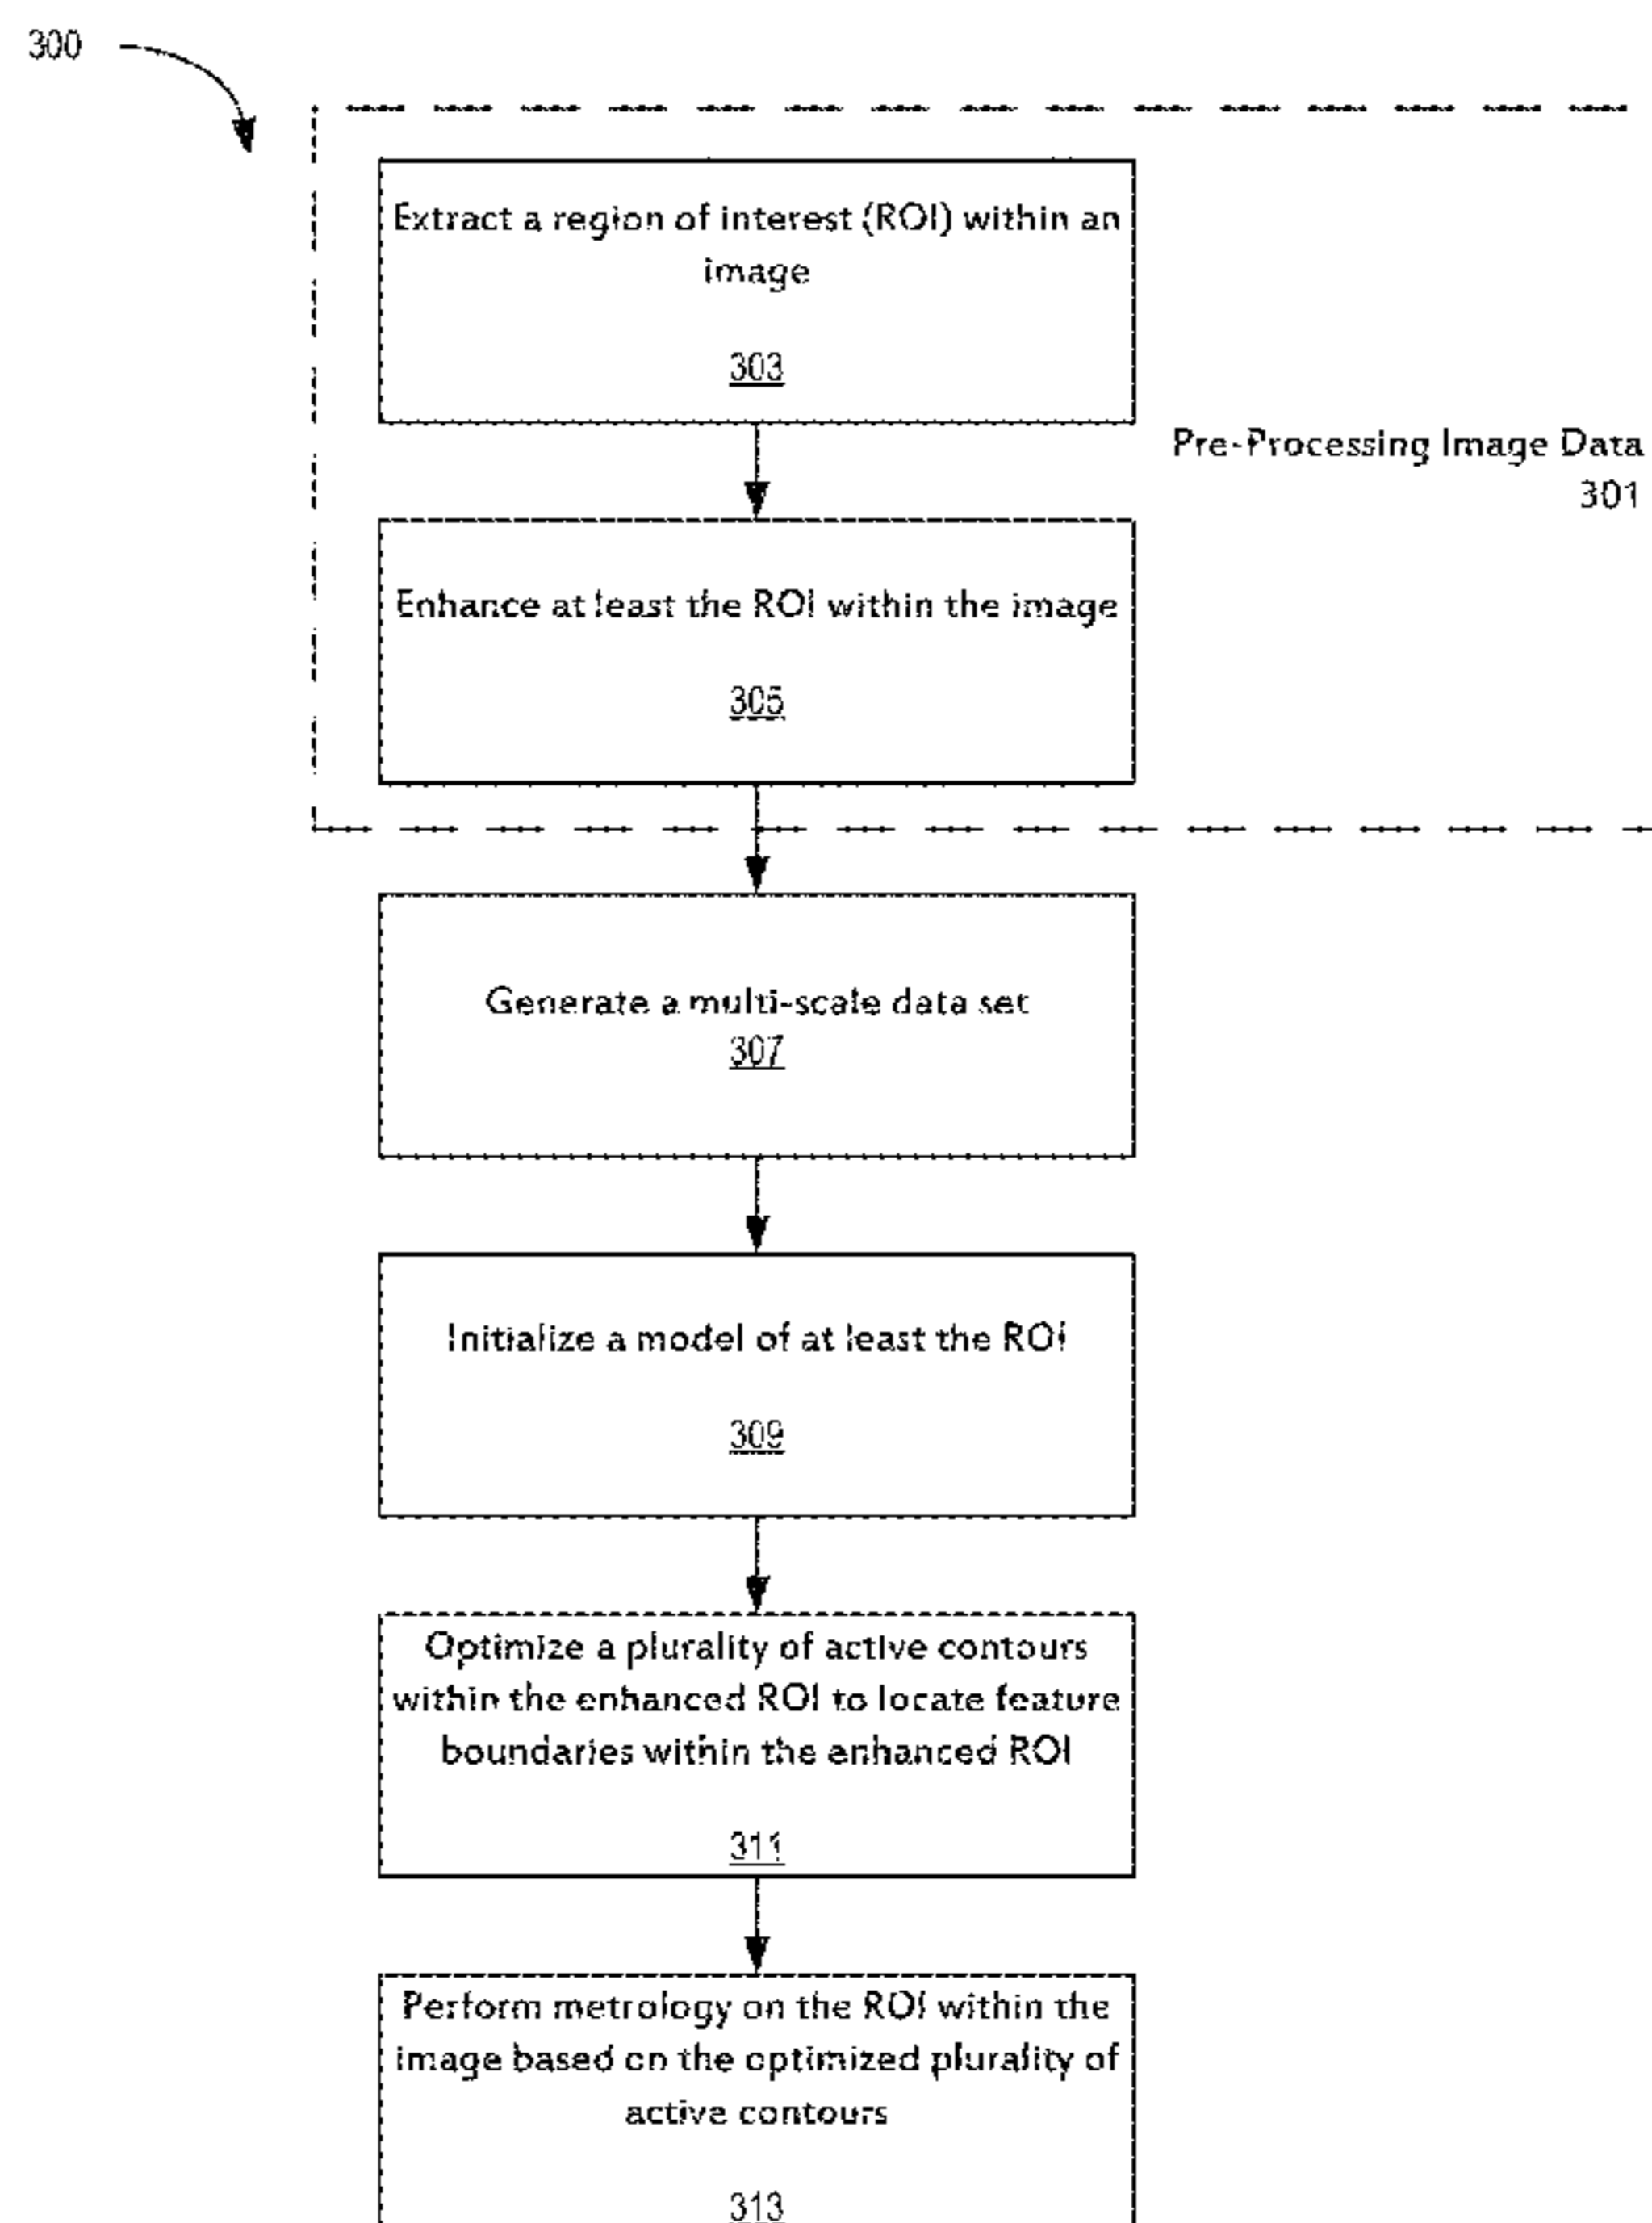 300
Extract a region of interest (ROI) within an
image
303
Pre-Processing Image Data
301
Enhance at least the ROI within the image
305
Generate a multi-scale data set
307
Initialize a model of at least the ROI
309
Optimize a plurality of active contours
within the enhanced ROI to locate feature
boundaries within the enhanced ROI
311
Perform metrology on the ROI within the
image based on the optimized plurality of
active contours
313